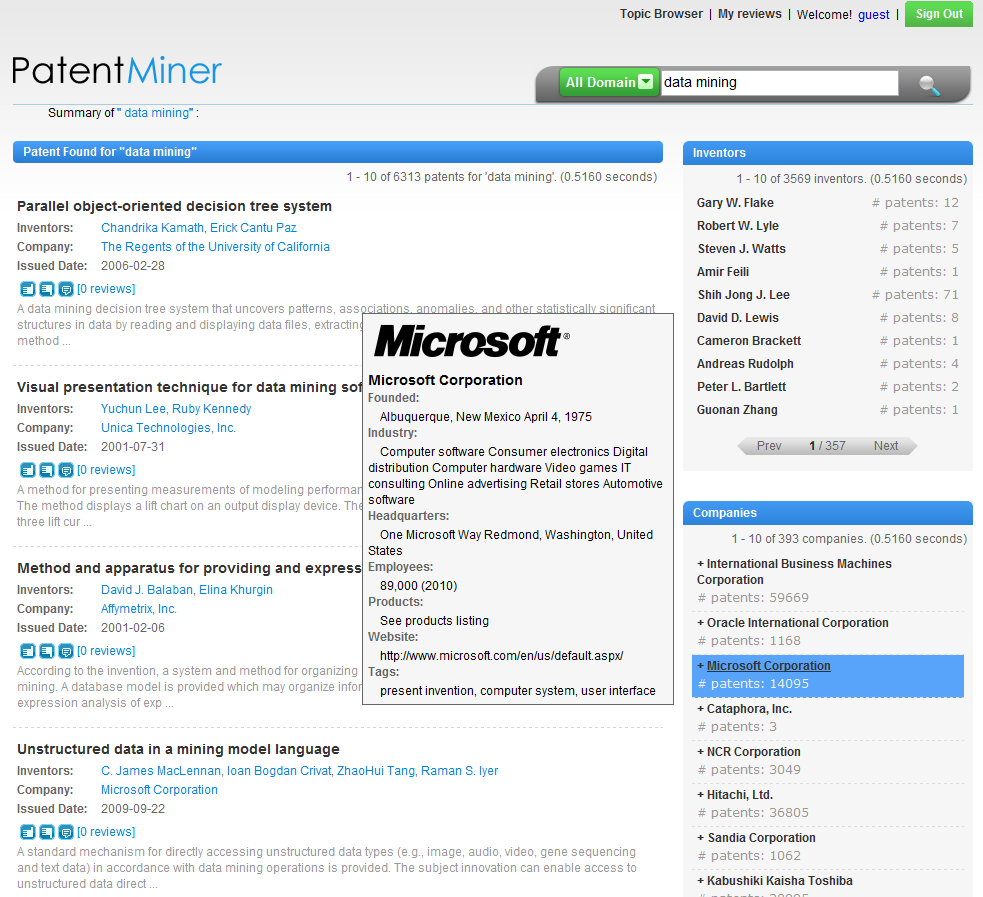 Topic Browser | My reviews | Welcome! guest | Sign Out
PatentMiner
All Domain data mining
Summary of " data mining" :
Patent Found for "data mining"
1 - 10 of 6313 patents for 'data mining'. (0.5160 seconds)
Parallel object-oriented decision tree system
Inventors: Chandrika Kamath, Erick Cantu Paz
Company: The Regents of the University of California
Issued Date: 2006-02-28
[0 reviews]
A data mining decision tree system that uncovers patterns, associations, anomalies, and other statistically significant
structures in data by reading and displaying data files, extracting
method ...
Visual presentation technique for data mining sof
Inventors: Yuchun Lee, Ruby Kennedy
Company: Unica Technologies, Inc.
Issued Date: 2001-07-31
[0 reviews]
A method for presenting measurements of modeling performan
The method displays a lift chart on an output display device. The
three lift cur ...
Method and apparatus for providing and express
Inventors: David J. Balaban, Elina Khurgin
Company: Affymetrix, Inc.
Issued Date: 2001-02-06
[0 reviews]
According to the invention, a system and method for organizing
mining. A database model is provided which may organize infor
expression analysis of exp ...
Unstructured data in a mining model language
Inventors: C. James MacLennan, Ioan Bogdan Crivat, ZhaoHui Tang, Raman S. Iyer
Company: Microsoft Corporation
Issued Date: 2009-09-22
[0 reviews]
A standard mechanism for directly accessing unstructured data types (e.g., image, audio, video, gene sequencing
and text data) in accordance with data mining operations is provided. The subject innovation can enable access to
unstructured data direct ...
Microsoft®
Microsoft Corporation
Founded:
Albuquerque, New Mexico April 4, 1975
Industry:
Computer software Consumer electronics Digital
distribution Computer hardware Video games IT
consulting Online advertising Retail stores Automotive
software
Headquarters:
One Microsoft Way Redmond, Washington, United
States
Employees:
89,000 (2010)
Products:
See products listing
Website:
http://www.microsoft.com/en/us/default.aspx/
Tags:
present invention, computer system, user interface
Inventors
1 - 10 of 3569 inventors. (0.5160 seconds)
Gary W. Flake # patents: 12
Robert W. Lyle # patents: 7
Steven J. Watts # patents: 5
Amir Feili # patents: 1
Shih Jong J. Lee # patents: 71
David D. Lewis # patents: 8
Cameron Brackett # patents: 1
Andreas Rudolph # patents: 4
Peter L. Bartlett # patents: 2
Guonan Zhang # patents: 1
Prev 1 / 357 Next
Companies
1 - 10 of 393 companies. (0.5160 seconds)
+ International Business Machines
Corporation
# patents: 59669
+ Oracle International Corporation
# patents: 1168
+ Microsoft Corporation
# patents: 14095
+ Cataphora, Inc.
# patents: 3
+ NCR Corporation
# patents: 3049
+ Hitachi, Ltd.
# patents: 36805
+ Sandia Corporation
# patents: 1062
+ Kabushiki Kaisha Toshiba